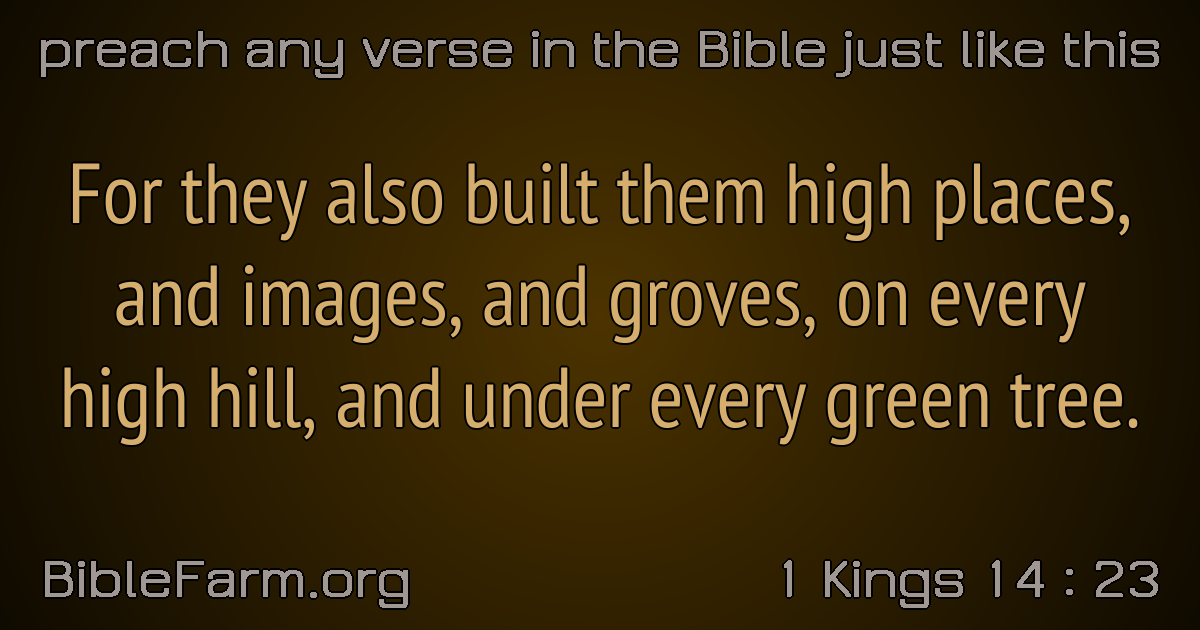 preach any verse in the Bible just like this
For they also built them high places,
and images, and groves, on every
high hill, and under every green tree.
BibleFarm.org
1 Kings 14 : 23